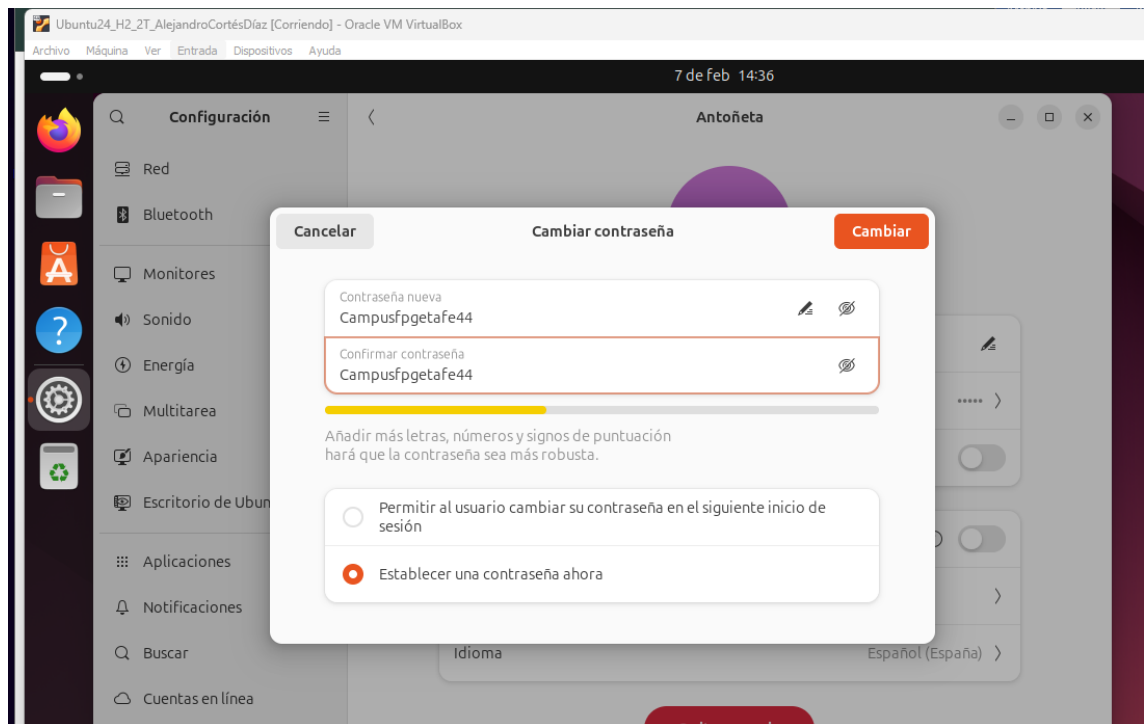 Ubuntu24_H2_2T_AlejandroCortésDíaz [Corriendo] - Oracle VM VirtualBox
Archivo Máquina Ver Entrada Dispositivos Ayuda
7 de feb 14:36
Configuración
Antoñeta
Red
Bluetooth
Cancelar
Cambiar contraseña
Cambiar
Monitores
Contraseña nueva
Campusfpgetafe44
Sonido
Confirmar contraseña
Campusfpgetafe44
Energía
Multitarea
Añadir más letras, números y signos de puntuación
hará que la contraseña sea más robusta.
Apariencia
Escritorio de Ubun
Permitir al usuario cambiar su contraseña en el siguiente inicio de
sesión
Aplicaciones
Establecer una contraseña ahora
Notificaciones
Buscar
Idioma
Español (España)
Cuentas en línea